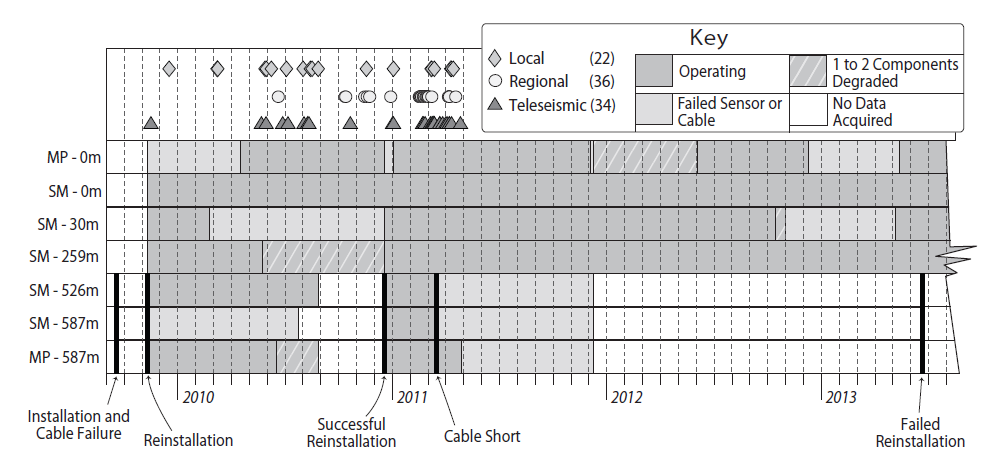 Key
Local (22)
Regional (36)
Teleseismic (34)
Operating
1 to 2 Components
Degraded
Failed Sensor or
Cable
No Data
Acquired
MP - 0m
SM - 0m
SM - 30m
SM - 259m
SM - 526m
SM - 587m
MP - 587m
2010
2011
2012
2013
Installation and
Cable Failure
Reinstallation
Successful
Reinstallation
Cable Short
Failed
Reinstallation